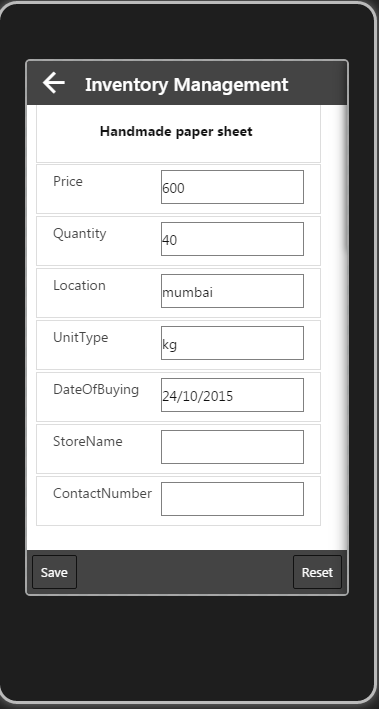 Inventory Management
Handmade paper sheet
Price 600
Quantity 40
Location mumbai
UnitType kg
DateOfBuying 24/10/2015
StoreName
ContactNumber
Save Reset